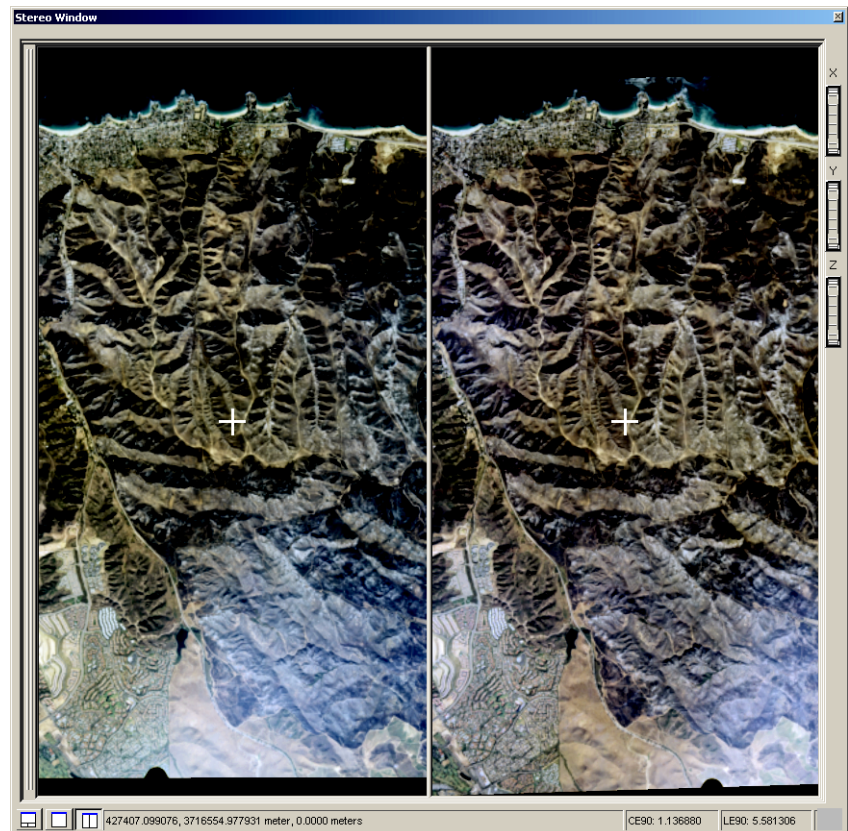 Stereo Window
X
Y
Z
427407.099076, 3716554.977931 meter, 0.0000 meters
CE90: 1.136880
LE90: 5.581306